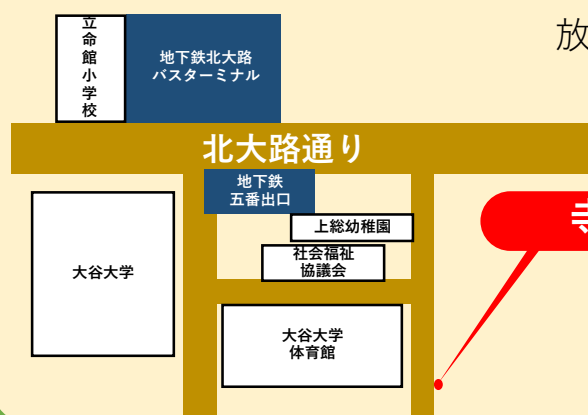 放
立命館小学校
地下鉄北大路
バスターミナル
北大路通り
地下鉄
五番出口
上総幼稚園
社会福祉
協議会
大谷大学
大谷大学
体育館